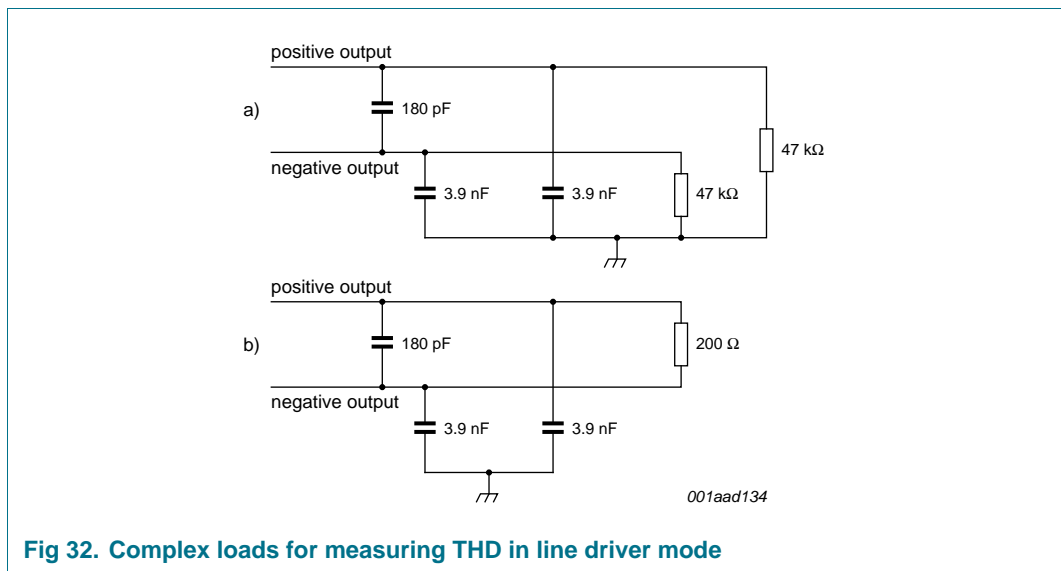 positive output
a)
180 pF
negative output
3.9 nF
3.9 nF
47 kΩ
47 kΩ
positive output
b)
180 pF
200 Ω
negative output
3.9 nF
3.9 nF
001aad134
Fig 32. Complex loads for measuring THD in line driver mode